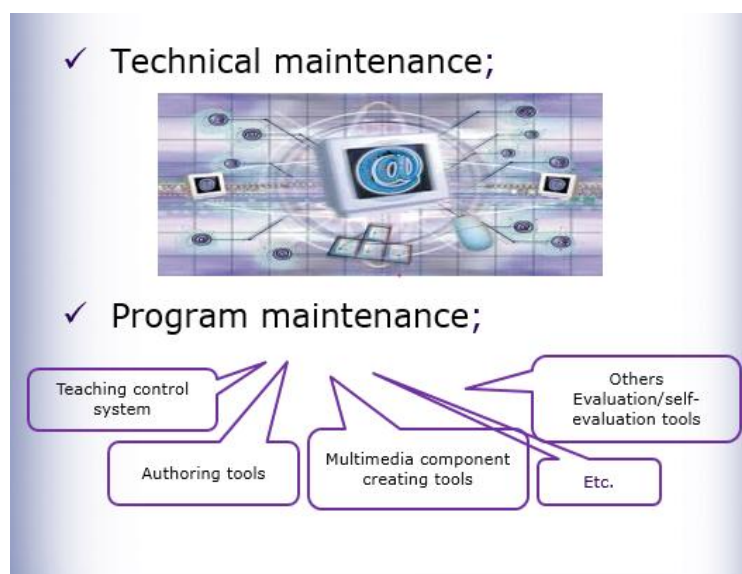 ✓ Technical maintenance;
✓ Program maintenance;
Teaching control
system
Authoring tools
Multimedia component
creating tools
Others
Evaluation/self-
evaluation tools
Etc.